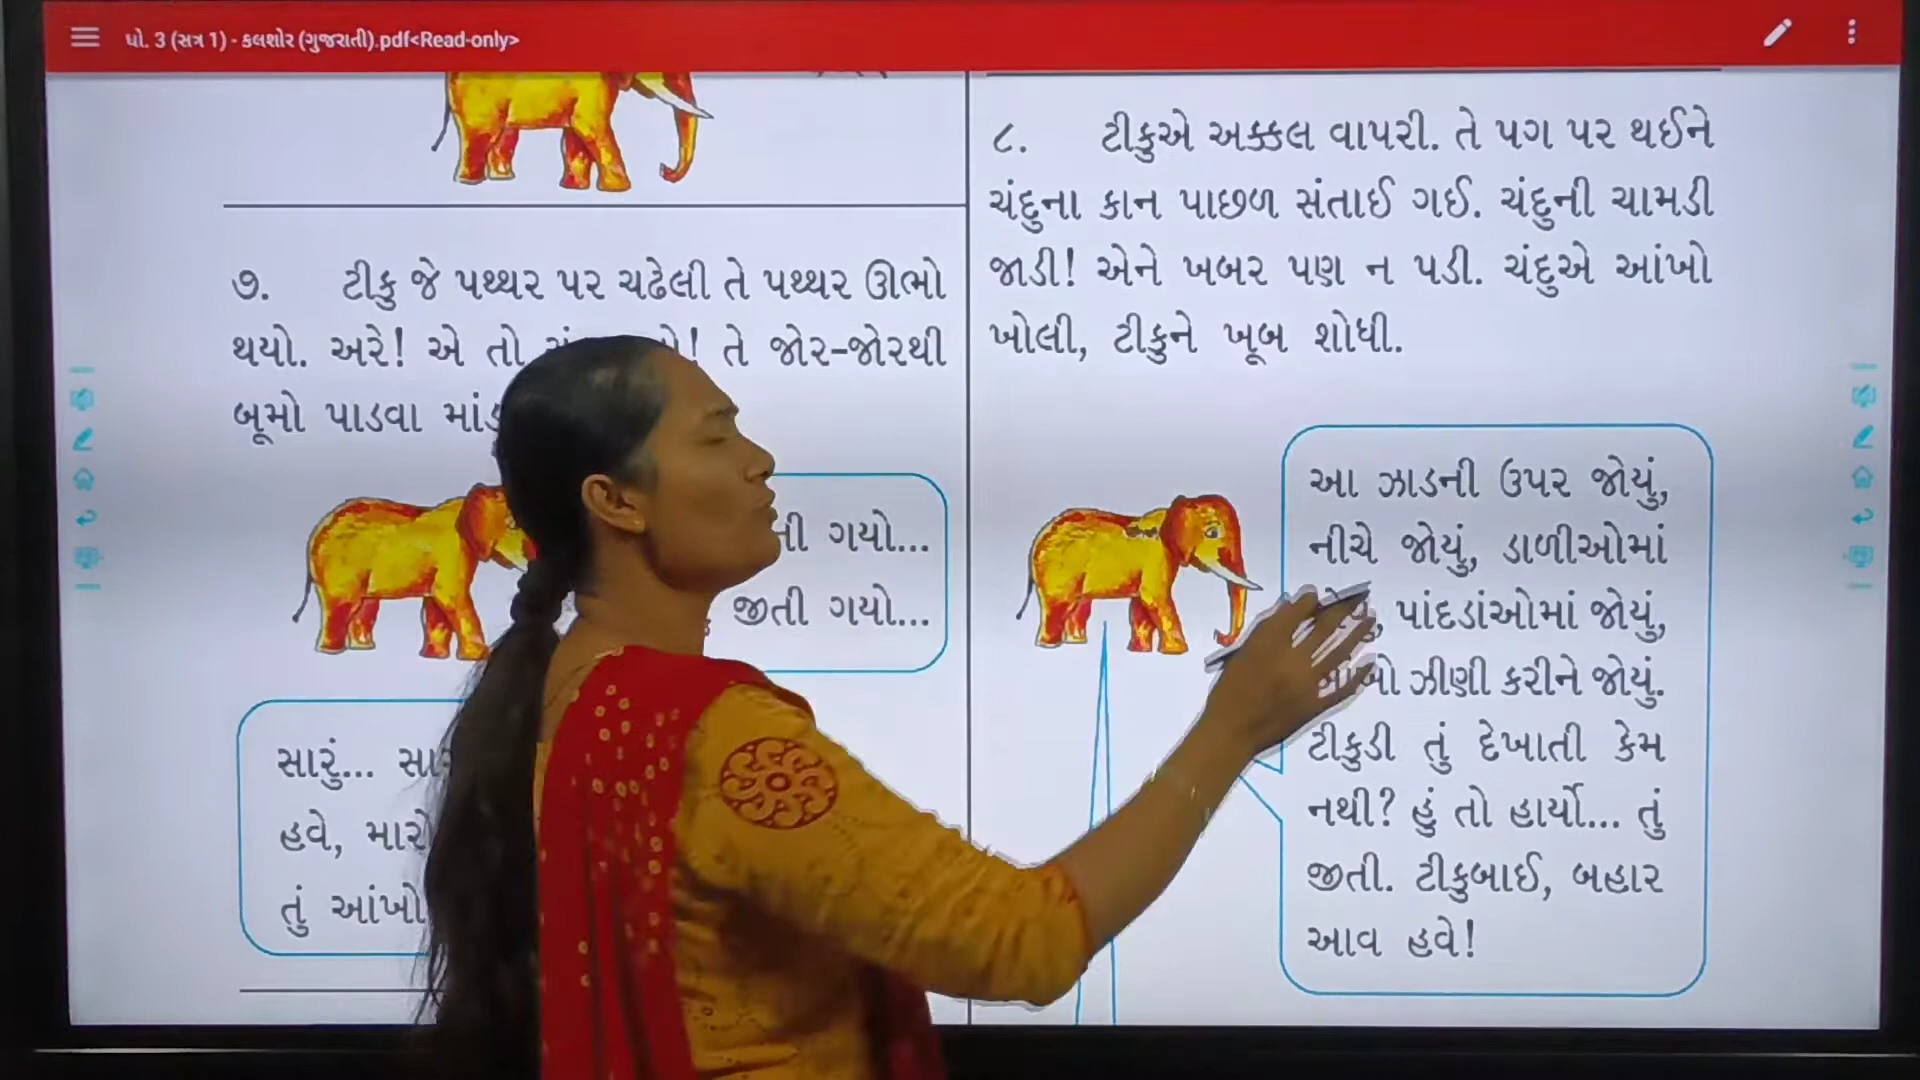 ધો. 3 (સત્ર 1) - કલશોર (ગુજરાતી).pdf<Read-only>
૭. ટીકુ જે પથ્થર પર ચઢેલી તે પથ્થર ઊભો
થયો. અરે! એ તો તે જોર-જોરથી
બૂમો પાડવા
ગયો...
જીતી ગયો...
સારું...
હવે,
તું આંખો
૮. ટીકુએ અક્કલ વાપરી. તે પગ પર થઈને
ચંદુના કાન પાછળ સંતાઈ ગઈ. ચંદુની ચામડી
જાડી! એને ખબર પણ ન પડી. ચંદુએ આંખો
ખોલી, ટીકુને ખૂબ શોધી.
આ ઝાડની ઉપર જોયું,
નીચે જોયું, ડાળીઓમાં
પાંદડાંઓમાં જોયું,
ઝીણી કરીને જોયું.
ટીકુડી તું દેખાતી કેમ
નથી? હું તો હાર્યો... તું
જીતી. ટીકુબાઈ, બહાર
આવ હવે!